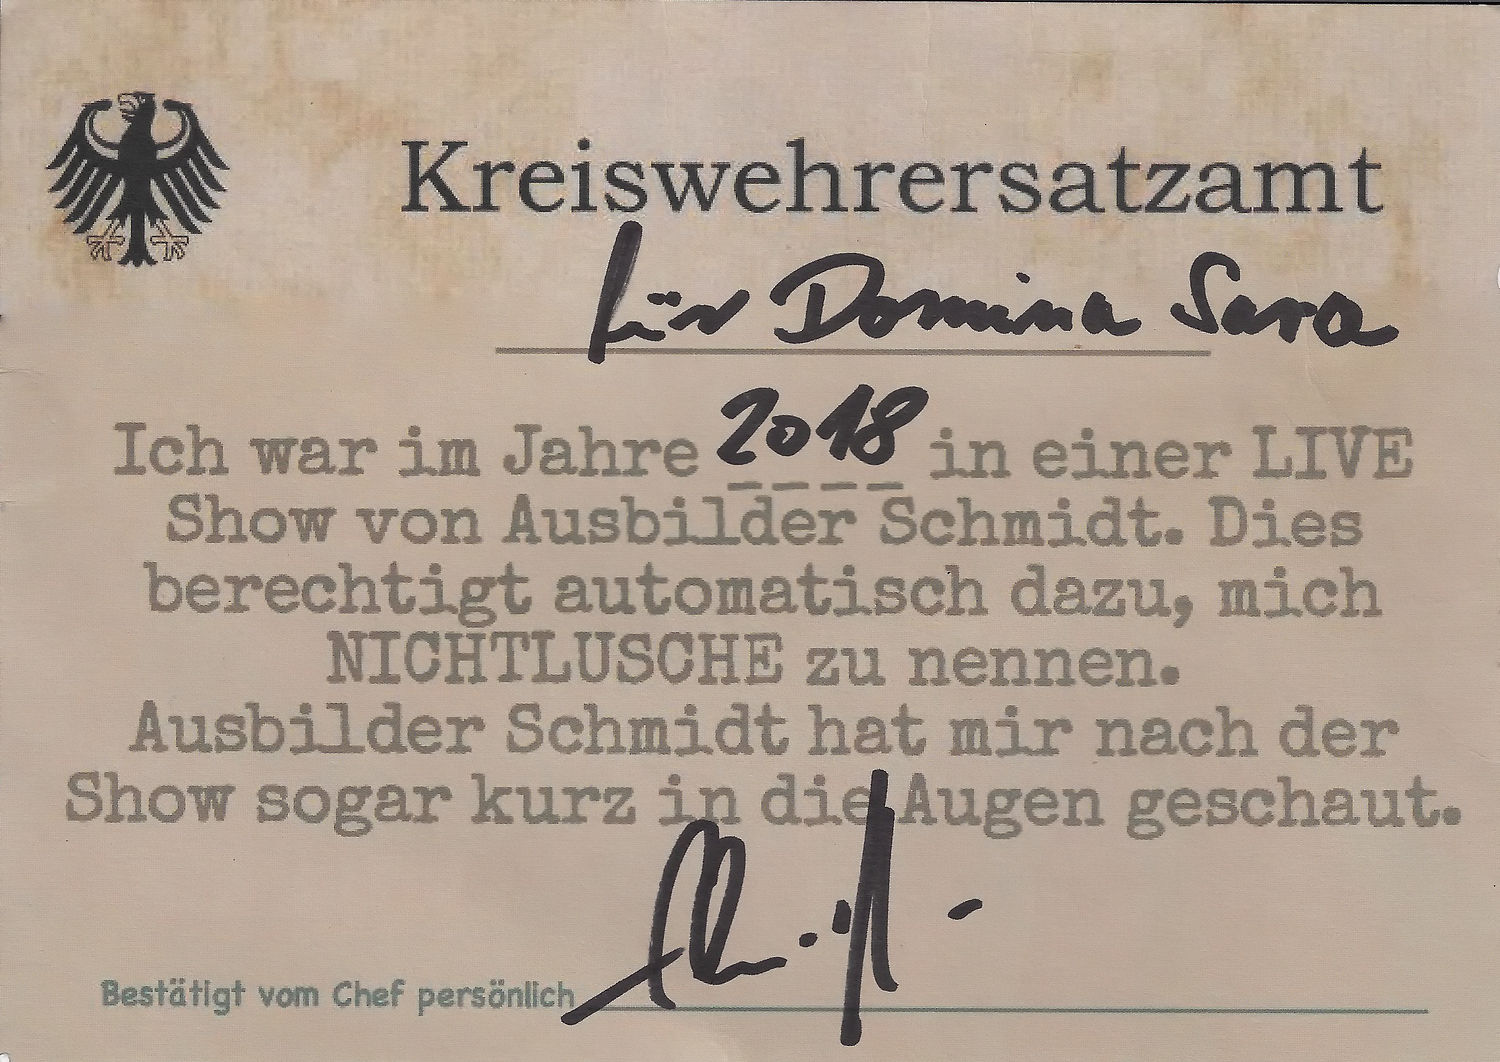 Kreiswehrersatzamt
für Domina Sara
Ich war im Jahre 2018 in einer LIVE
Show von Ausbilder Schmidt. Dies
berechtigt automatisch dazu, mich
NICHTLUSCHE zu nennen.
Ausbilder Schmidt hat mir nach der
Show sogar kurz in die Augen geschaut.
Bestätigt vom Chef persönlich